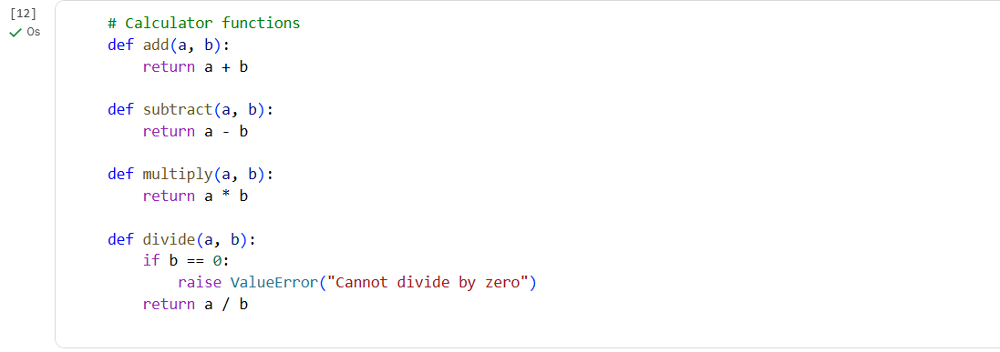 [12]
0s
# Calculator functions
def add(a, b):
    return a + b
def subtract(a, b):
    return a - b
def multiply(a, b):
    return a * b
def divide(a, b):
    if b == 0:
        raise ValueError("Cannot divide by zero")
    return a / b